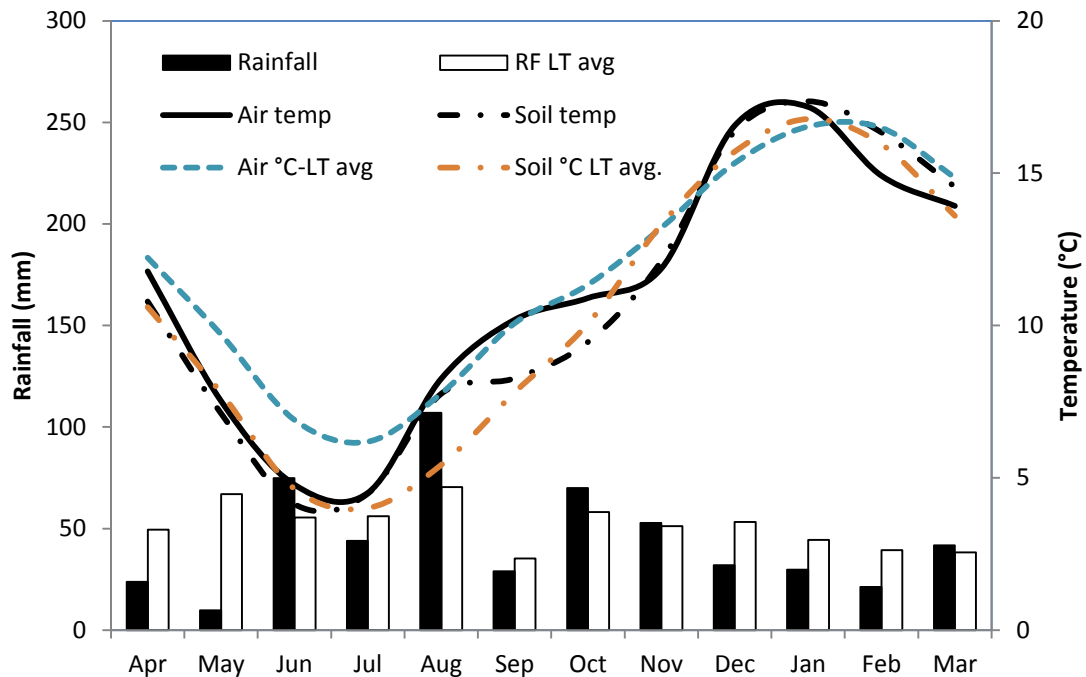 300
250
200
150
100
50
0
Rainfall (mm)
Rainfall
RF LT avg
Air temp
Soil temp
Air °C-LT avg
Soil °C LT avg.
20
15
10
5
0
Temperature (°C)
Apr May Jun Jul Aug Sep Oct Nov Dec Jan Feb Mar